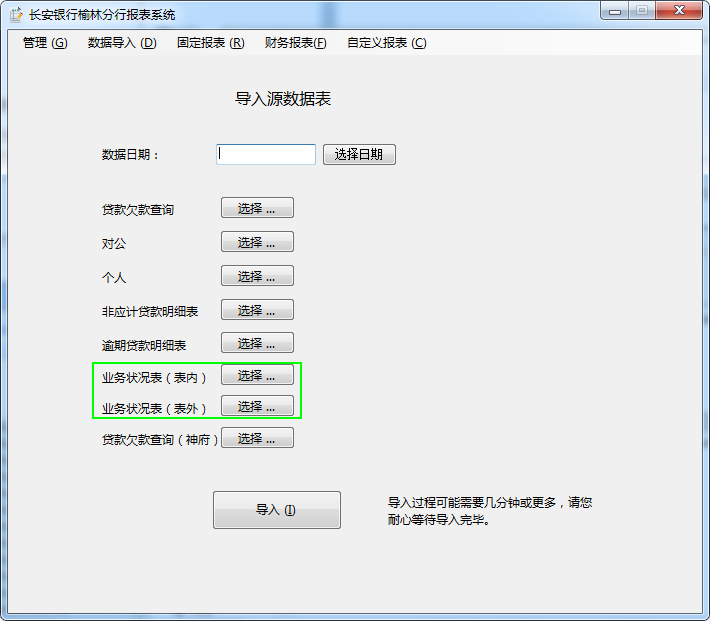 长安银行榆林分行报表系统
管理 (G) 数据导入 (D) 固定报表 (R) 财务报表(F) 自定义报表 (C)
导入源数据表
数据日期： 选择日期
贷款欠款查询 选择 ...
对公 选择 ...
个人 选择 ...
非应计贷款明细表 选择 ...
逾期贷款明细表 选择 ...
业务状况表（表内） 选择 ...
业务状况表（表外） 选择 ...
贷款欠款查询（神府） 选择 ...
导入 (I)
导入过程可能需要几分钟或更多，请您
耐心等待导入完毕。